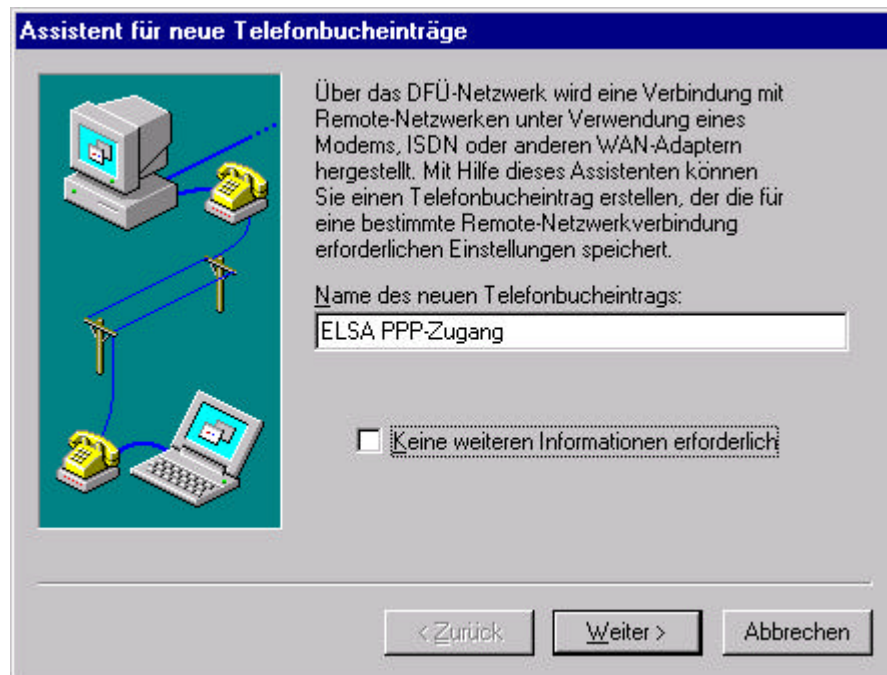 Assistent für neue Telefonbucheinträge
Über das DFÜ-Netzwerk wird eine Verbindung mit
Remote-Netzwerken unter Verwendung eines
Modems, ISDN oder anderen WAN-Adaptern
hergestellt. Mit Hilfe dieses Assistenten können
Sie einen Telefonbucheintrag erstellen, der die für
eine bestimmte Remote-Netzwerkverbindung
erforderlichen Einstellungen speichert.
Name des neuen Telefonbucheintrags:
ELSA PPP-Zugang
Keine weiteren Informationen erforderlich
< Zurück
Weiter >
Abbrechen